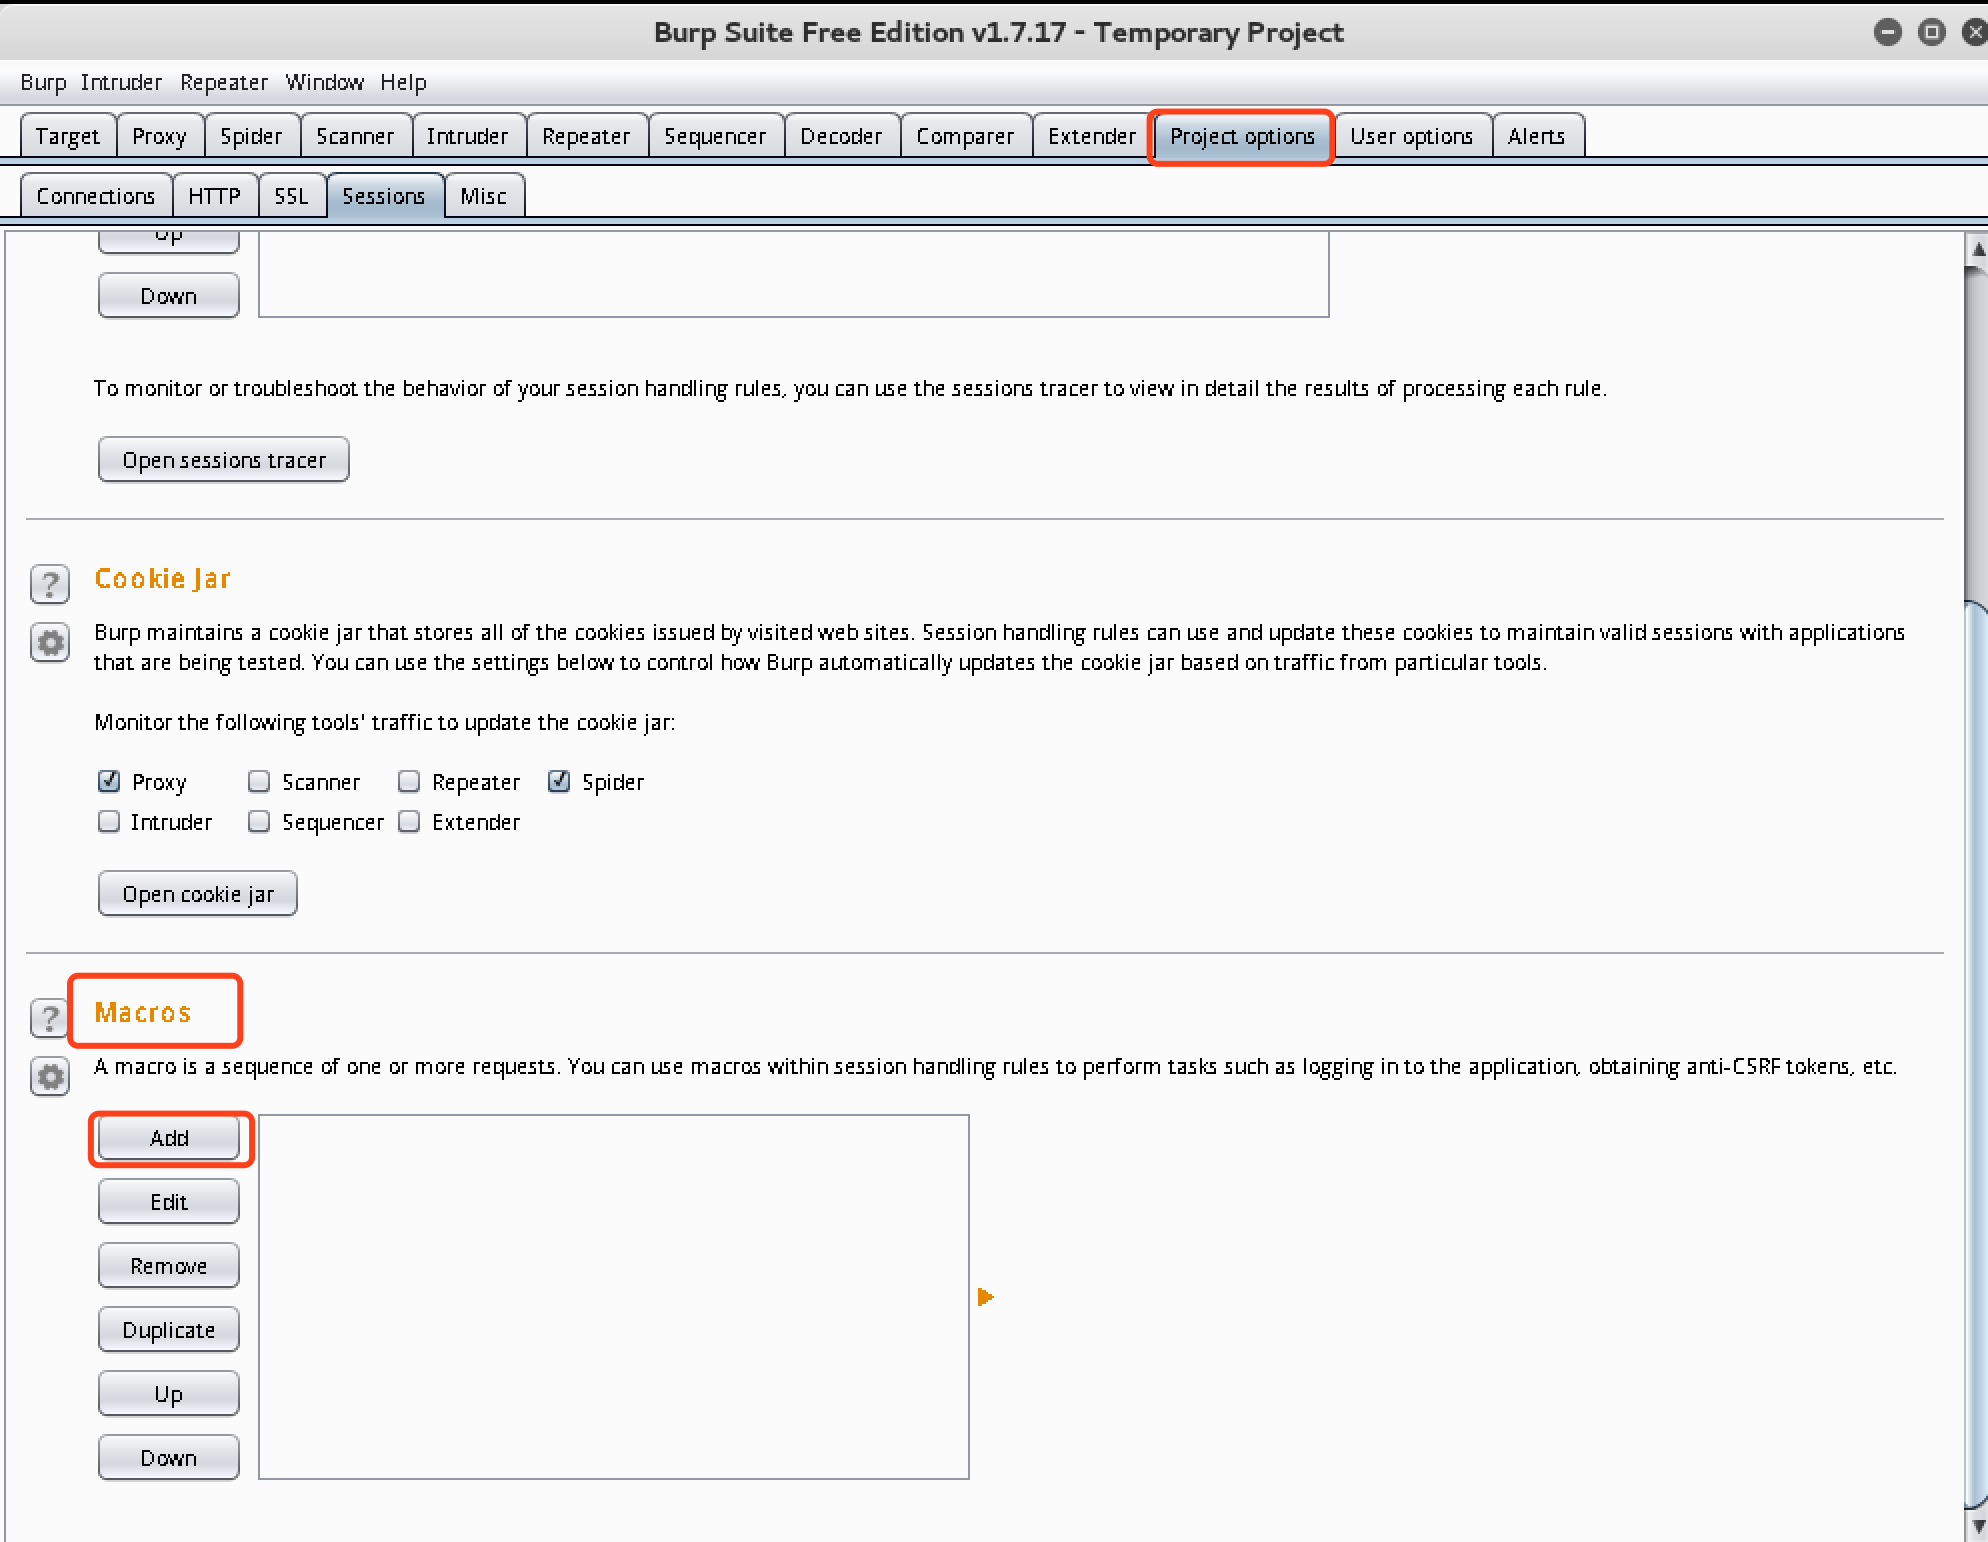 Burp Suite Free Edition v1.7.17 - Temporary Project
Burp Intruder Repeater Window Help
Target Proxy Spider Scanner Intruder Repeater Sequencer Decoder Comparer Extender Project options User options Alerts
Connections HTTP SSL Sessions Misc
Up
Down
To monitor or troubleshoot the behavior of your session handling rules, you can use the sessions tracer to view in detail the results of processing each rule.
Open sessions tracer
? Cookie Jar
Burp maintains a cookie jar that stores all of the cookies issued by visited web sites. Session handling rules can use and update these cookies to maintain valid sessions with applications
that are being tested. You can use the settings below to control how Burp automatically updates the cookie jar based on traffic from particular tools.
Monitor the following tools' traffic to update the cookie jar:
Proxy Scanner Repeater Spider
Intruder Sequencer Extender
Open cookie jar
? Macros
A macro is a sequence of one or more requests. You can use macros within session handling rules to perform tasks such as logging in to the application, obtaining anti-CSRF tokens, etc.
Add
Edit
Remove
Duplicate
Up
Down